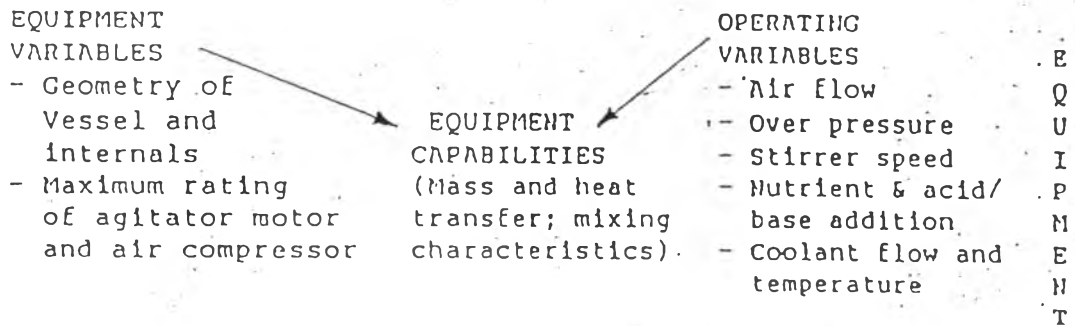 EQUIPMENT
VARIABLES
- Geometry of
Vessel and
internals
- Maximum rating
of agitator motor
and air compressor
EQUIPMENT
CAPABILITIES
(Mass and heat
transfer; mixing
characteristics).
OPERATING
VARIABLES
- Air flow
- Over pressure
- Stirrer speed
- Nutrient & acid/
base addition
- Coolant flow and
temperature
E
Q
U
I
P
M
E
N
T